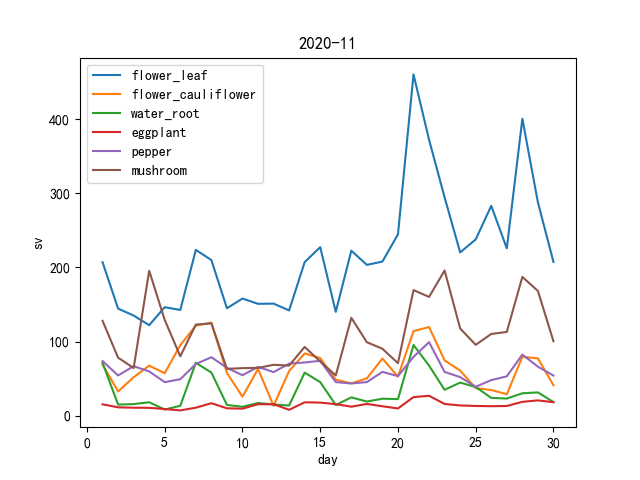 2020-11
flower_leaf
flower_cauliflower
water_root
eggplant
pepper
mushroom
400
300
200
100
0
sv
0 5 10 15 20 25 30
day